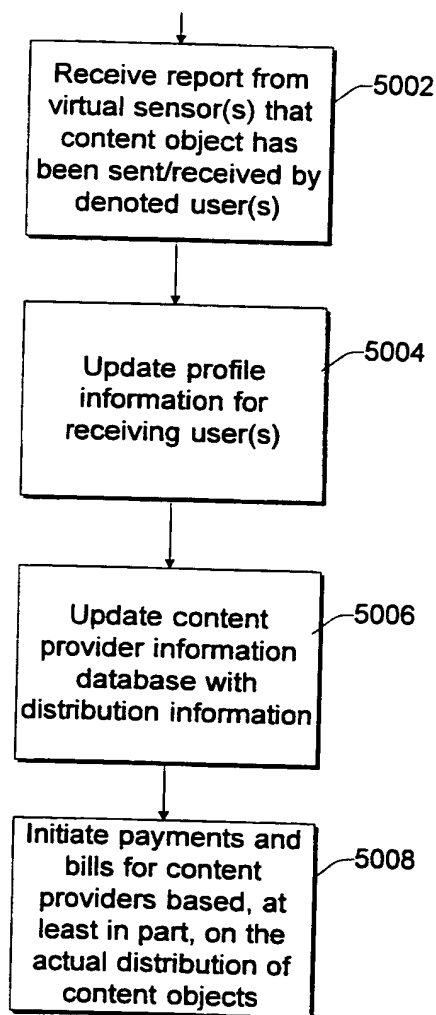 Receive report from
virtual sensor(s) that
content object has
been sent/received by
denoted user(s)
5002
Update profile
information for
receiving user(s)
5004
Update content
provider information
database with
distribution information
5006
Initiate payments and
bills for content
providers based, at
least in part, on the
actual distribution of
content objects
5008